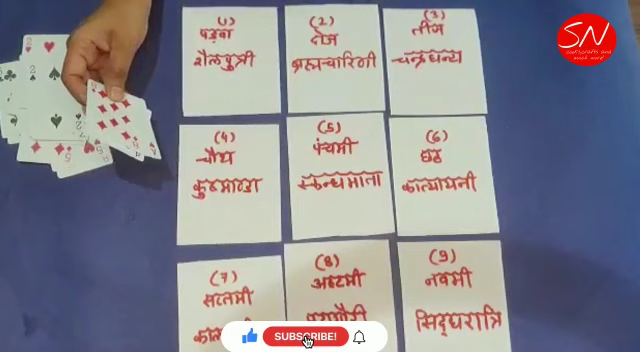 (1)
पड़वा
शैलपुत्री
(2)
दोज
ब्रह्मचारिणी
(3)
तीज
चन्द्रघन्य
(4)
चौथ
कुष्माण्डा
(5)
पंचमी
स्कन्धमाता
(6)
छठ
कात्यायनी
(7)
सप्तमी
(8)
अष्टमी
(9)
नवमी
सिद्धरात्रि
SN
SUBSCRIBE!